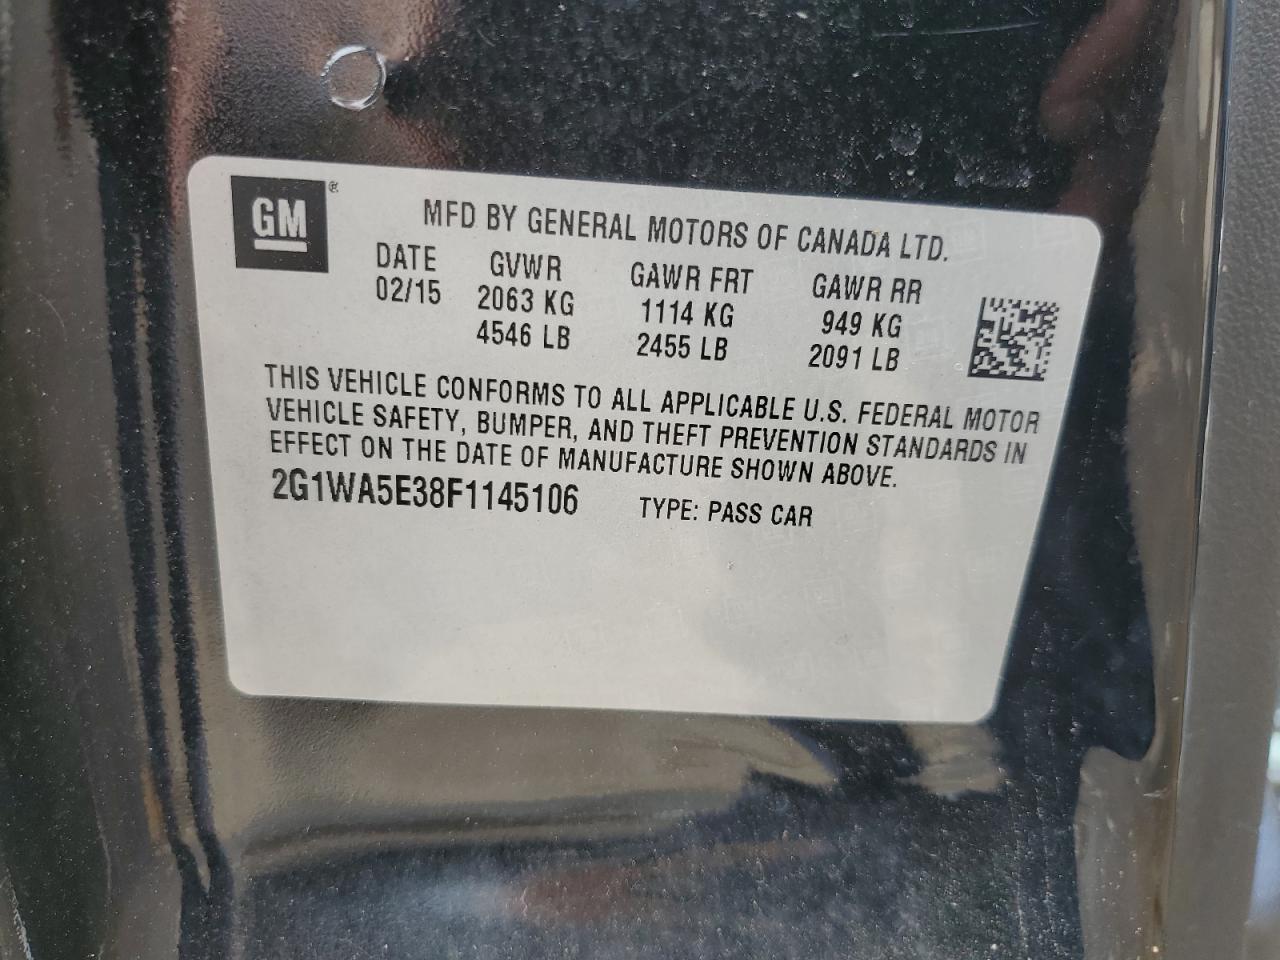 GM ®
MFD BY GENERAL MOTORS OF CANADA LTD.
DATE GVWR GAWR FRT GAWR RR
02/15 2063 KG 1114 KG 949 KG
4546 LB 2455 LB 2091 LB
THIS VEHICLE CONFORMS TO ALL APPLICABLE U.S. FEDERAL MOTOR
VEHICLE SAFETY, BUMPER, AND THEFT PREVENTION STANDARDS IN
EFFECT ON THE DATE OF MANUFACTURE SHOWN ABOVE.
2G1WA5E38F1145106 TYPE: PASS CAR